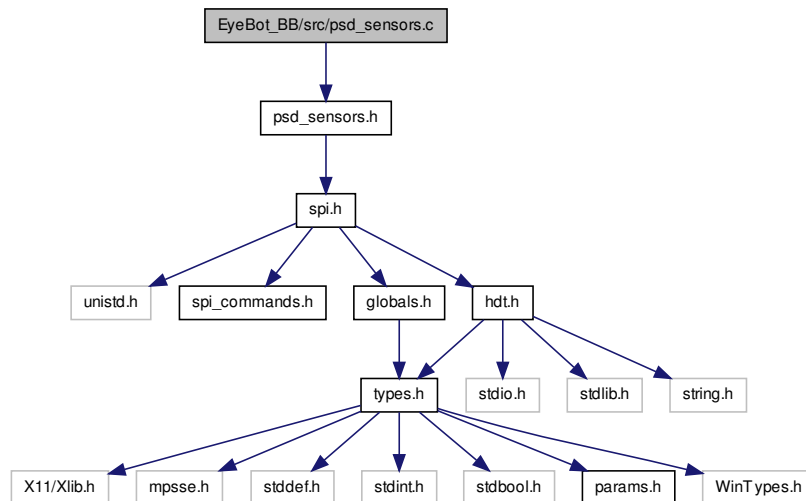 EyeBot_BB/src/psd_sensors.c
psd_sensors.h
spi.h
unistd.h
spi_commands.h
globals.h
hdt.h
types.h
stdio.h
stdlib.h
string.h
X11/Xlib.h
mpsse.h
stddef.h
stdint.h
stdbool.h
params.h
WinTypes.h